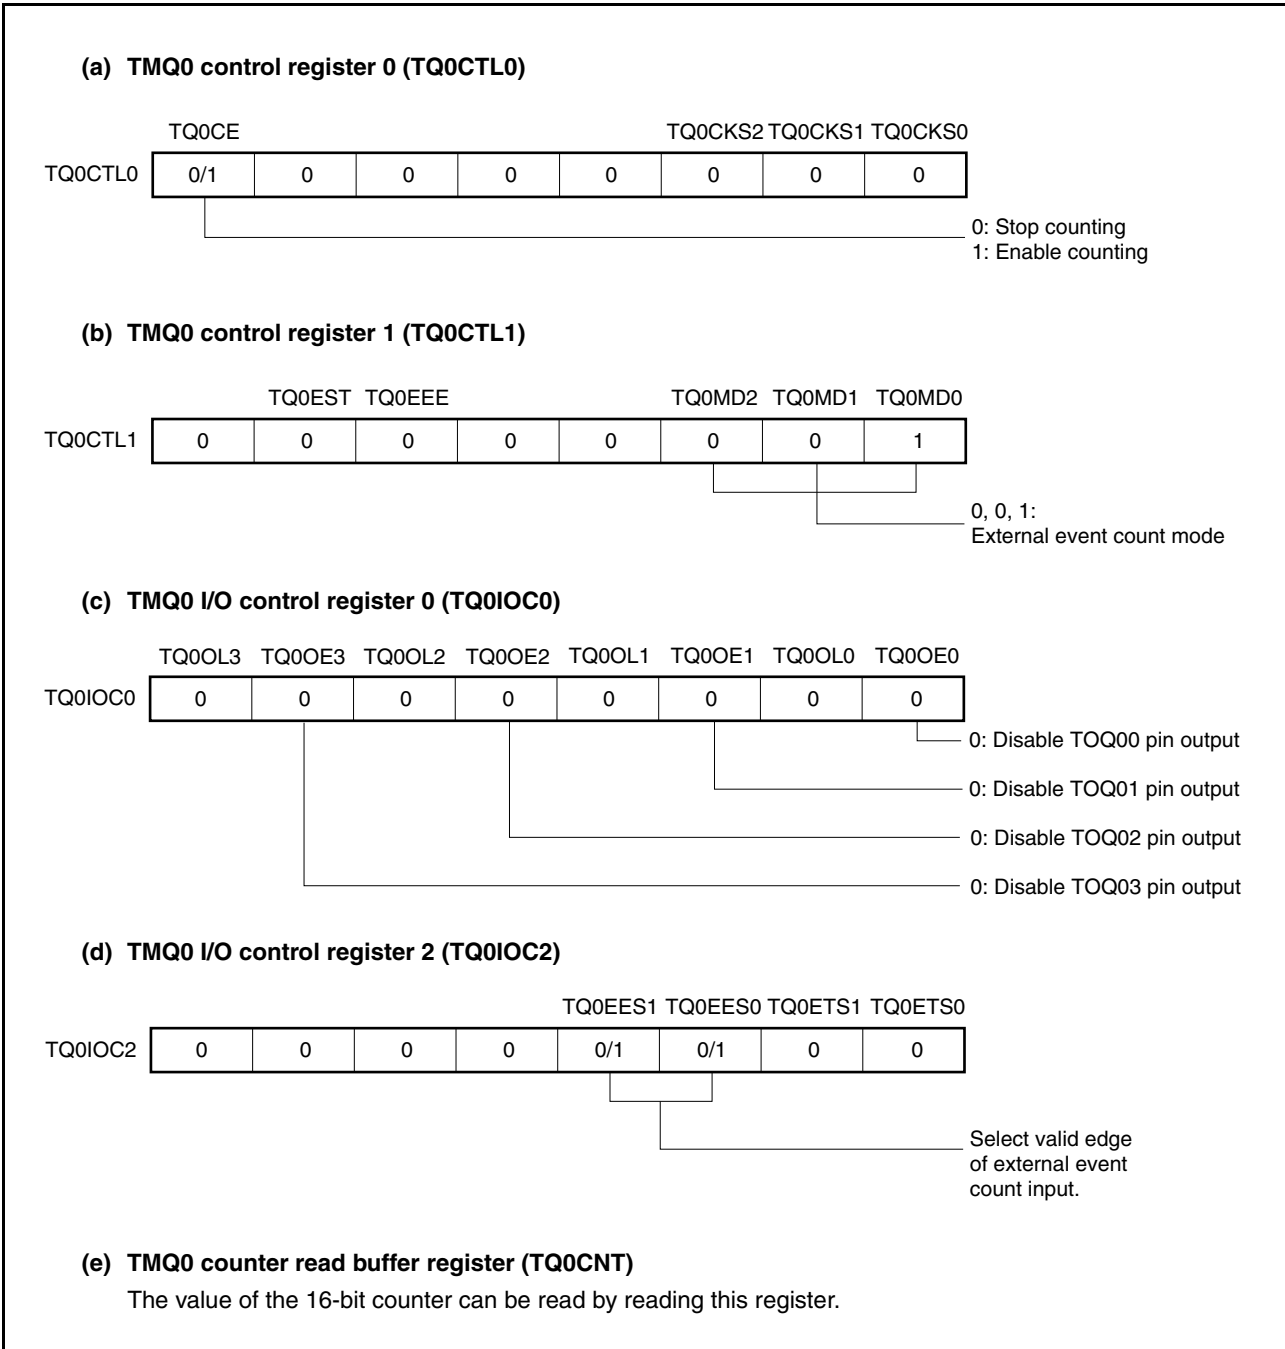 (a) TMQ0 control register 0 (TQ0CTL0)
TQ0CE TQ0CKS2 TQ0CKS1 TQ0CKS0
TQ0CTL0 0/1 0 0 0 0 0 0 0
0: Stop counting
1: Enable counting
(b) TMQ0 control register 1 (TQ0CTL1)
TQ0EST TQ0EEE TQ0MD2 TQ0MD1 TQ0MD0
TQ0CTL1 0 0 0 0 0 0 0 1
0, 0, 1:
External event count mode
(c) TMQ0 I/O control register 0 (TQ0IOC0)
TQ0OL3 TQ0OE3 TQ0OL2 TQ0OE2 TQ0OL1 TQ0OE1 TQ0OL0 TQ0OE0
TQ0IOC0 0 0 0 0 0 0 0 0
0: Disable TOQ00 pin output
0: Disable TOQ01 pin output
0: Disable TOQ02 pin output
0: Disable TOQ03 pin output
(d) TMQ0 I/O control register 2 (TQ0IOC2)
TQ0EES1 TQ0EES0 TQ0ETS1 TQ0ETS0
TQ0IOC2 0 0 0 0 0/1 0/1 0 0
Select valid edge
of external event
count input.
(e) TMQ0 counter read buffer register (TQ0CNT)
The value of the 16-bit counter can be read by reading this register.